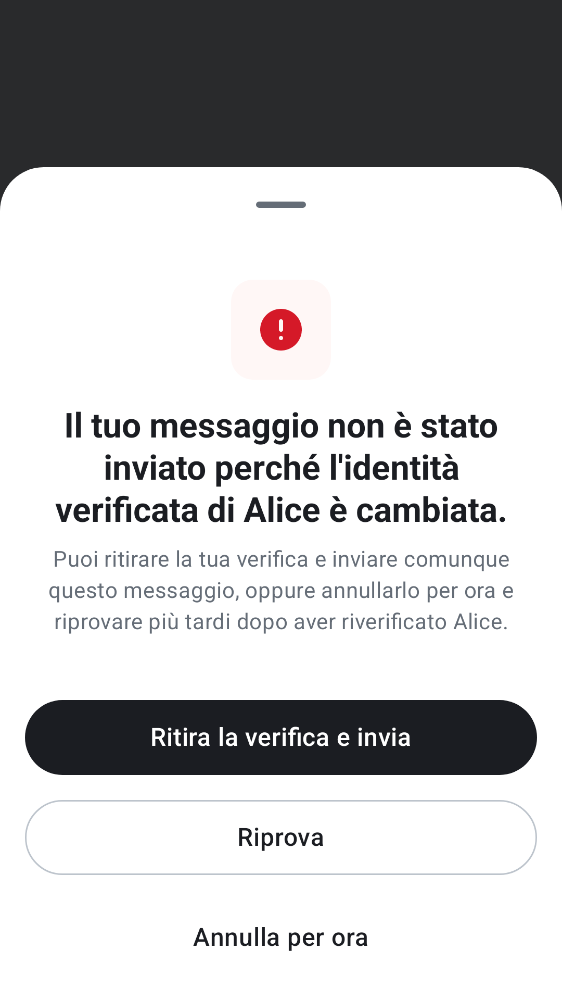 Il tuo messaggio non è stato
inviato perché l'identità
verificata di Alice è cambiata.
Puoi ritirare la tua verifica e inviare comunque
questo messaggio, oppure annullarlo per ora e
riprovare più tardi dopo aver riverificato Alice.
Ritira la verifica e invia
Riprova
Annulla per ora